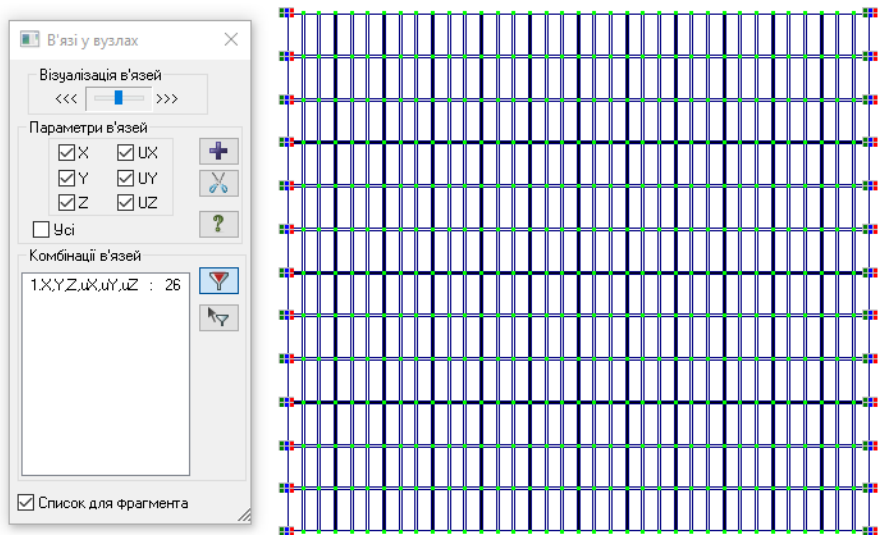 В'язі у вузлах
Візуалізація в'язей
<<< >>>
Параметри в'язей
X UX
Y UY
Z UZ
Усі
?
Комбінації в'язей
1.X,Y,Z,uX,uY,uZ : 26
Список для фрагмента